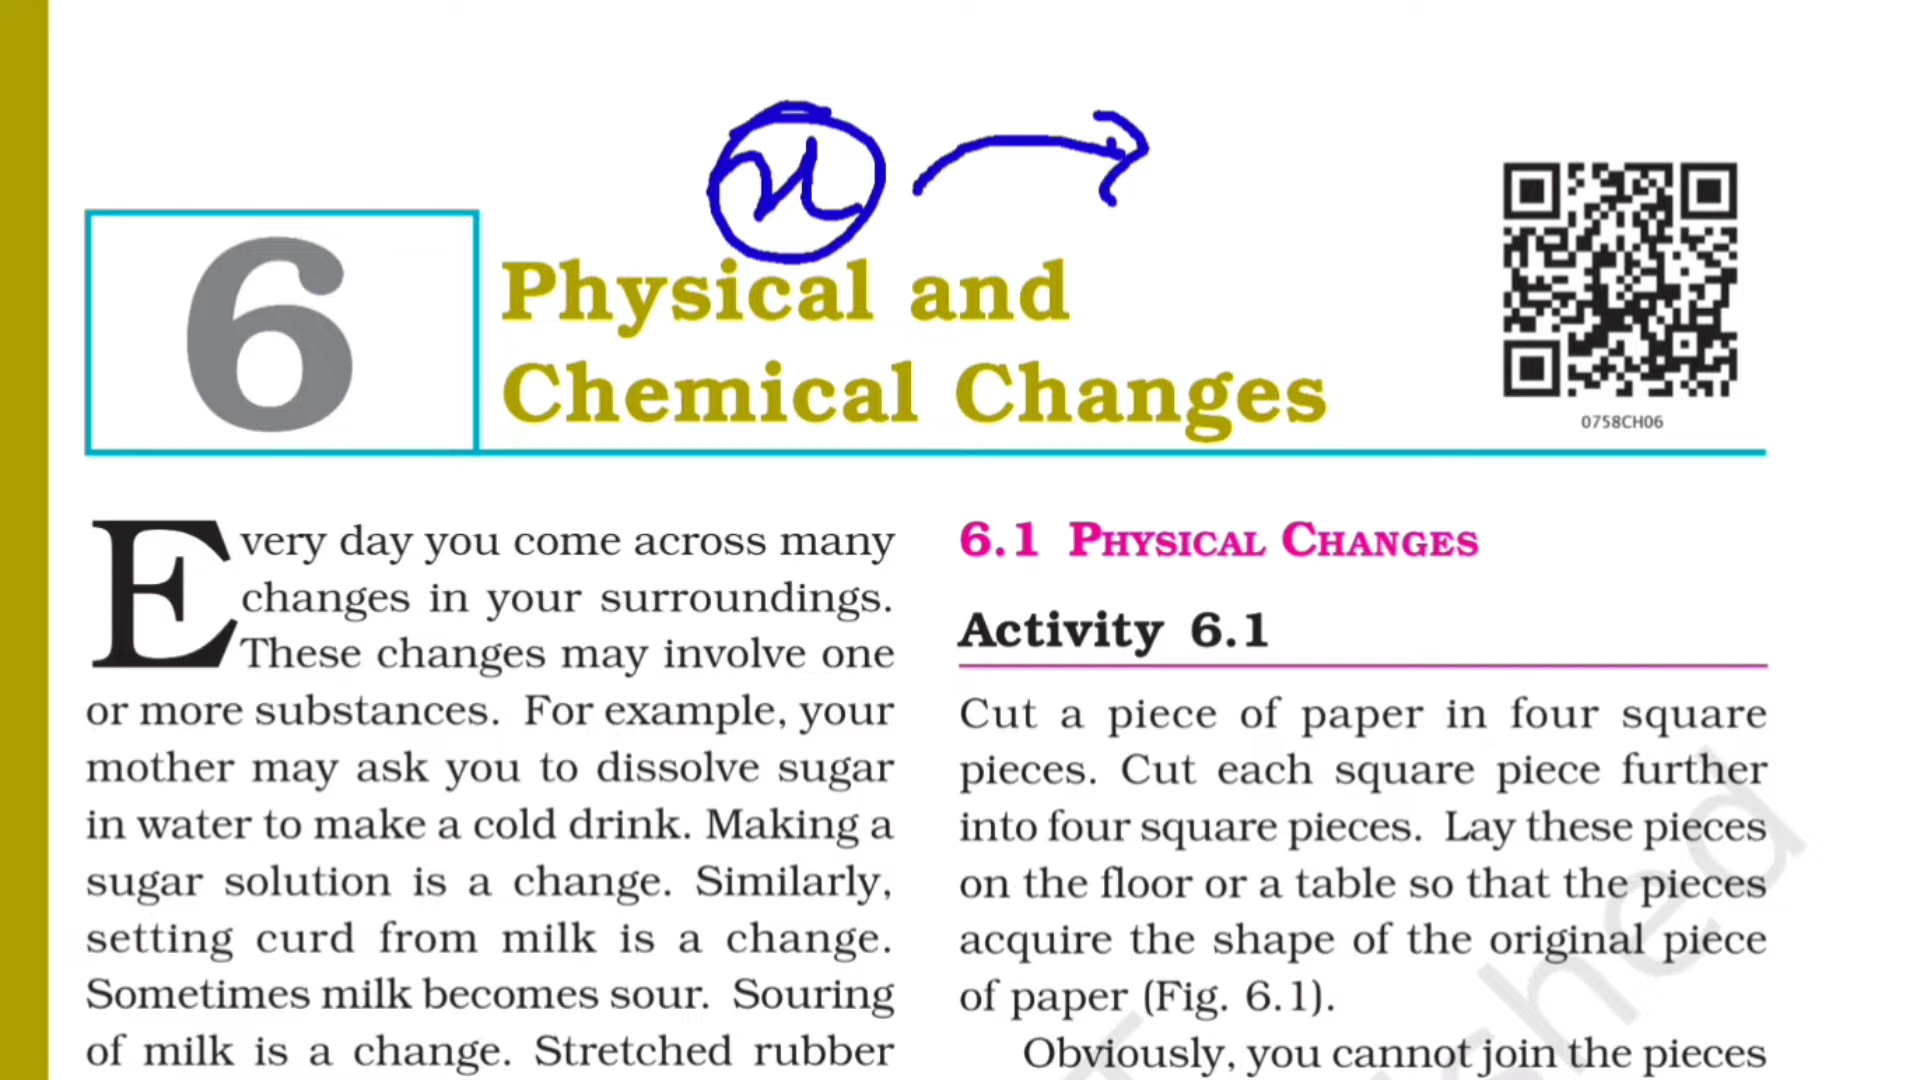 x
6
Physical and
Chemical Changes
0758CH06
Every day you come across many
changes in your surroundings.
These changes may involve one
or more substances. For example, your
mother may ask you to dissolve sugar
in water to make a cold drink. Making a
sugar solution is a change. Similarly,
setting curd from milk is a change.
Sometimes milk becomes sour. Souring
of milk is a change. Stretched rubber
6.1 PHYSICAL CHANGES
Activity 6.1
Cut a piece of paper in four square
pieces. Cut each square piece further
into four square pieces. Lay these pieces
on the floor or a table so that the pieces
acquire the shape of the original piece
of paper (Fig. 6.1).
Obviously, you cannot join the pieces